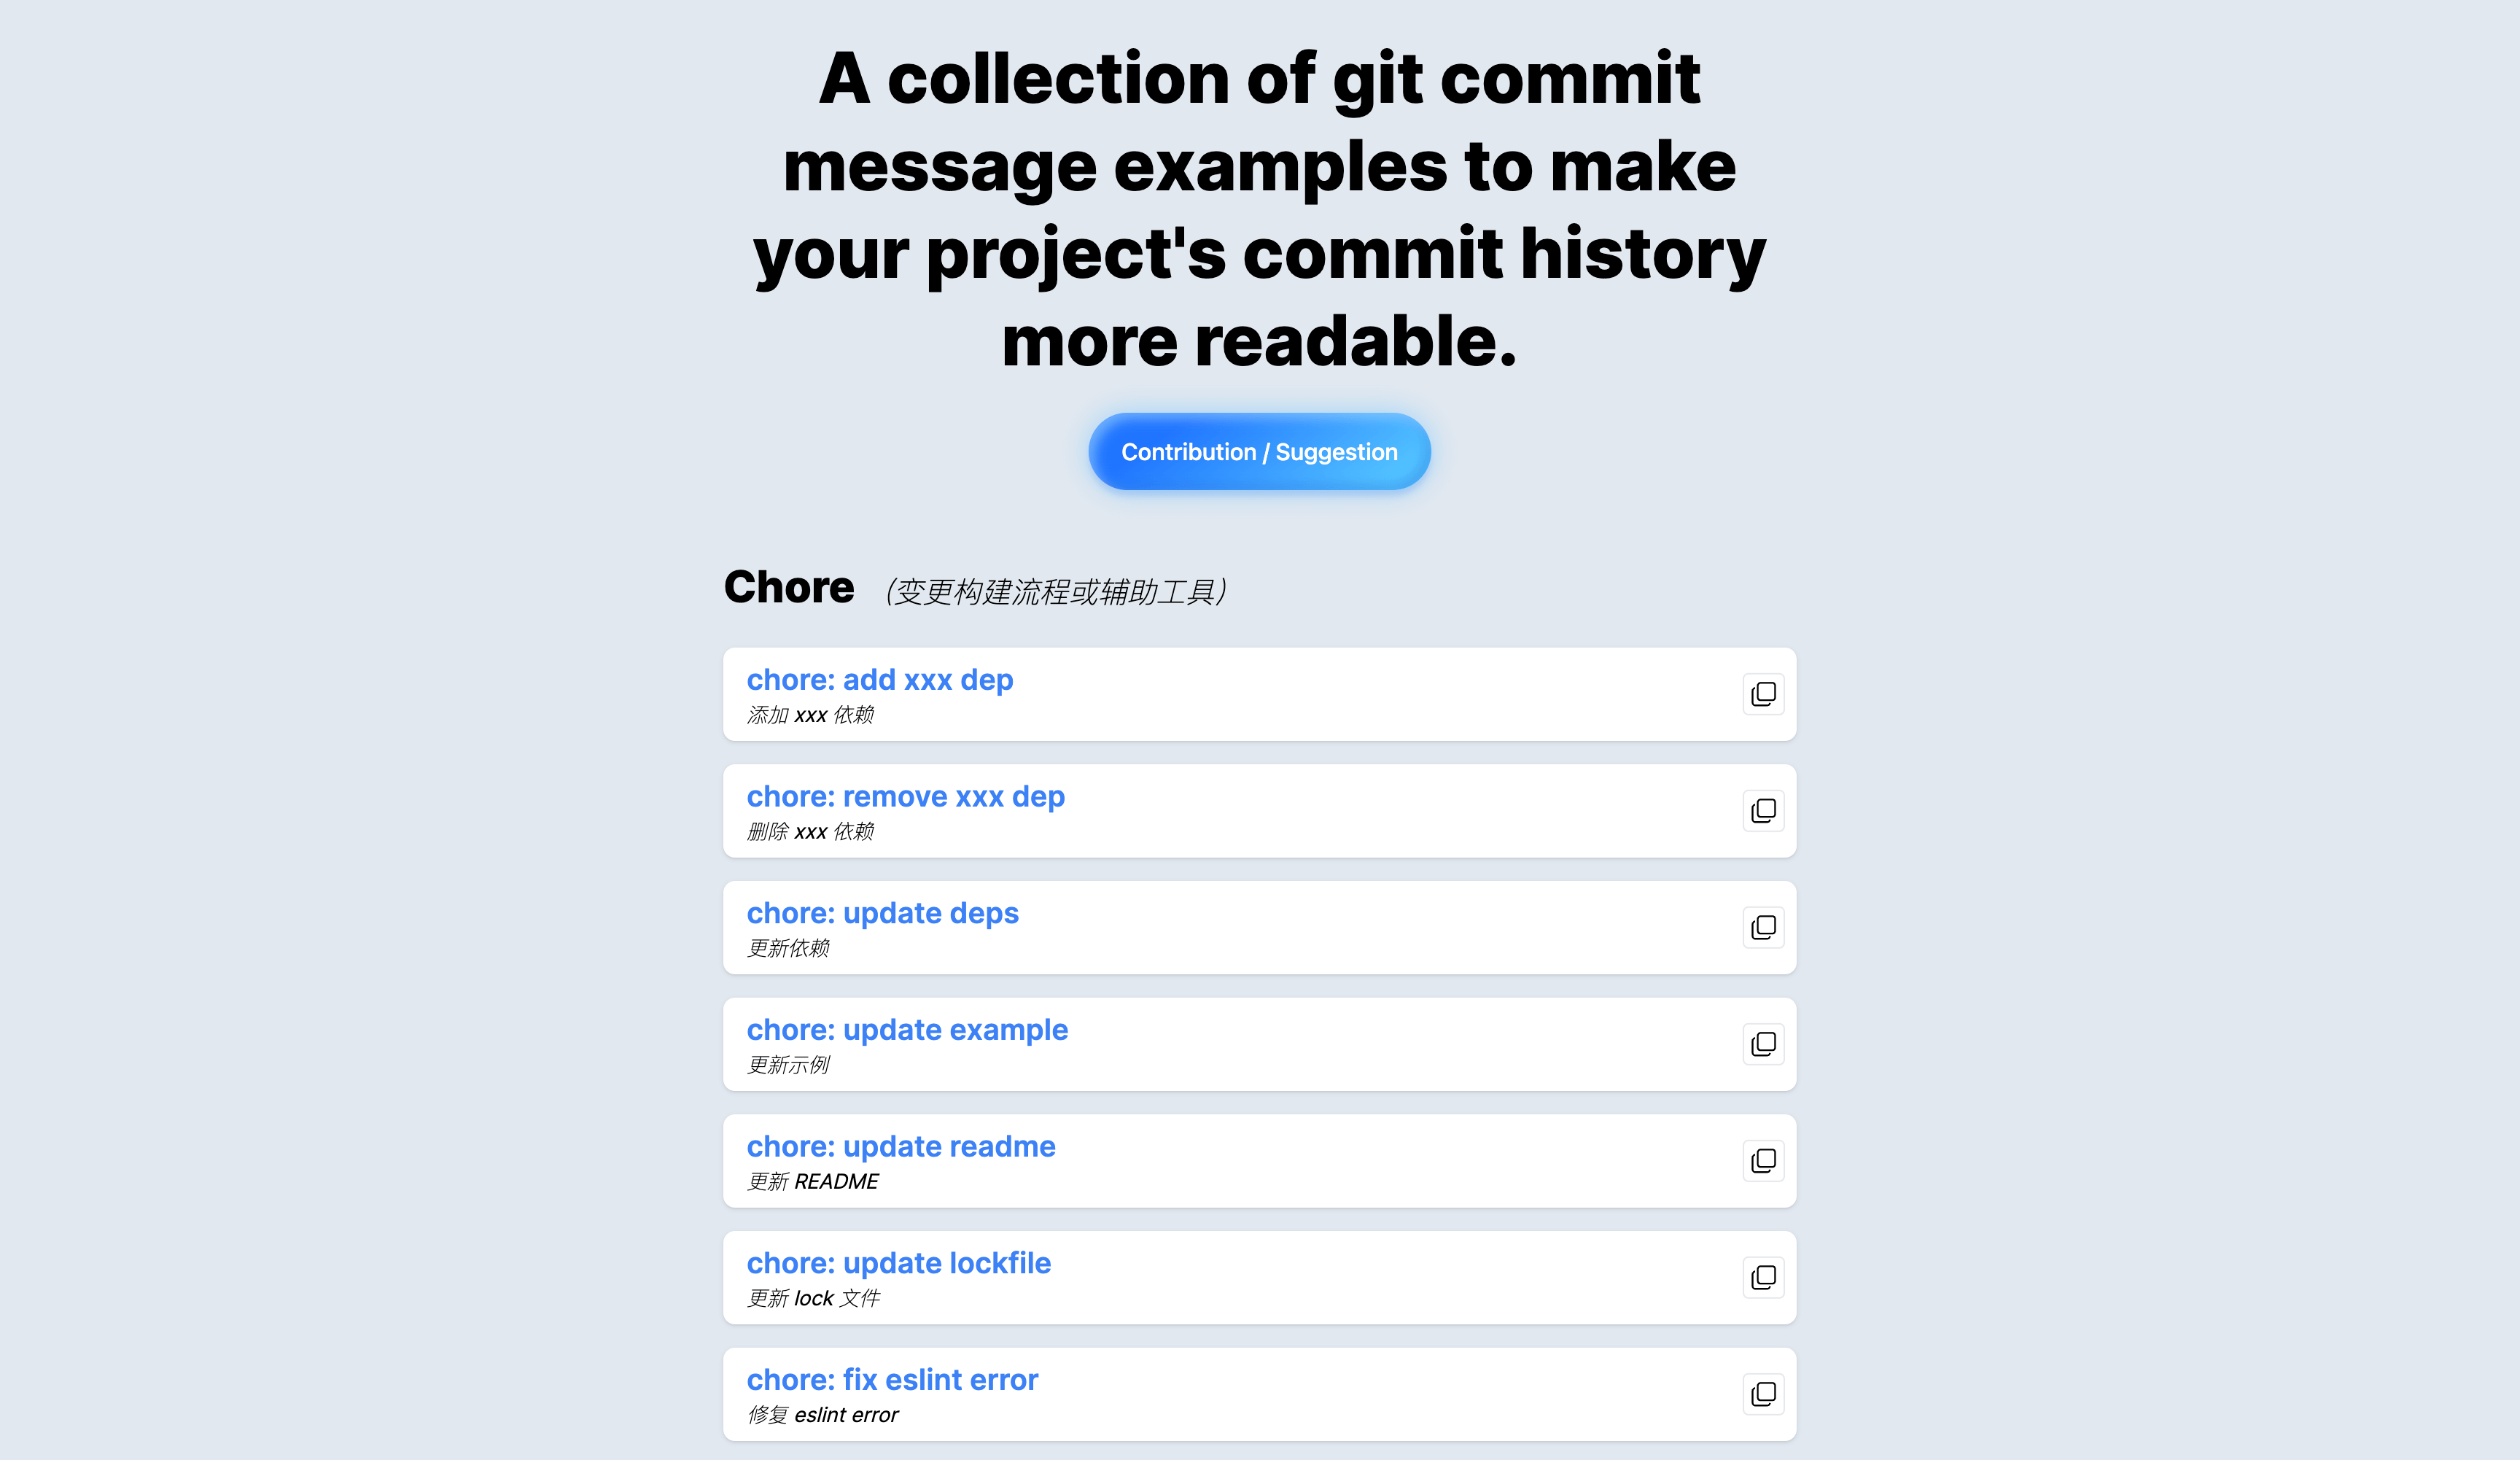 A collection of git commit
message examples to make
your project's commit history
more readable.
Contribution / Suggestion
Chore （变更构建流程或辅助工具）
chore: add xxx dep
添加 xxx 依赖
chore: remove xxx dep
删除 xxx 依赖
chore: update deps
更新依赖
chore: update example
更新示例
chore: update readme
更新 README
chore: update lockfile
更新 lock 文件
chore: fix eslint error
修复 eslint error